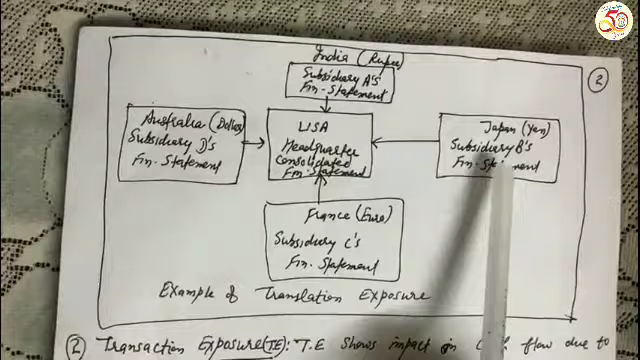 India (Rupee)
Subsidiary A's
Fin. Statement
2
Australia (Dollar)
Subsidiary D's
Fin. Statement
USA
Headquarter
Consolidated
Fin. Statement
Japan (Yen)
Subsidiary B's
Fin. Statement
France (Euro)
Subsidiary C's
Fin. Statement
Example of Translation Exposure
2 Transaction Exposure (TE): T.E shows impact on flow due to
50